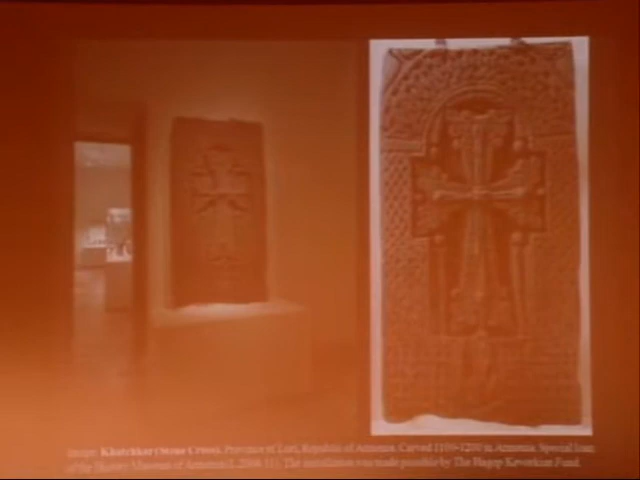 Image: Khatchkar (Stone Cross), Province of Lori, Republic of Armenia. Carved 1100-1200 in Armenia. Special loan
of the History Museum of Armenia The installation was made possible by The Hagop Kevorkian Fund.